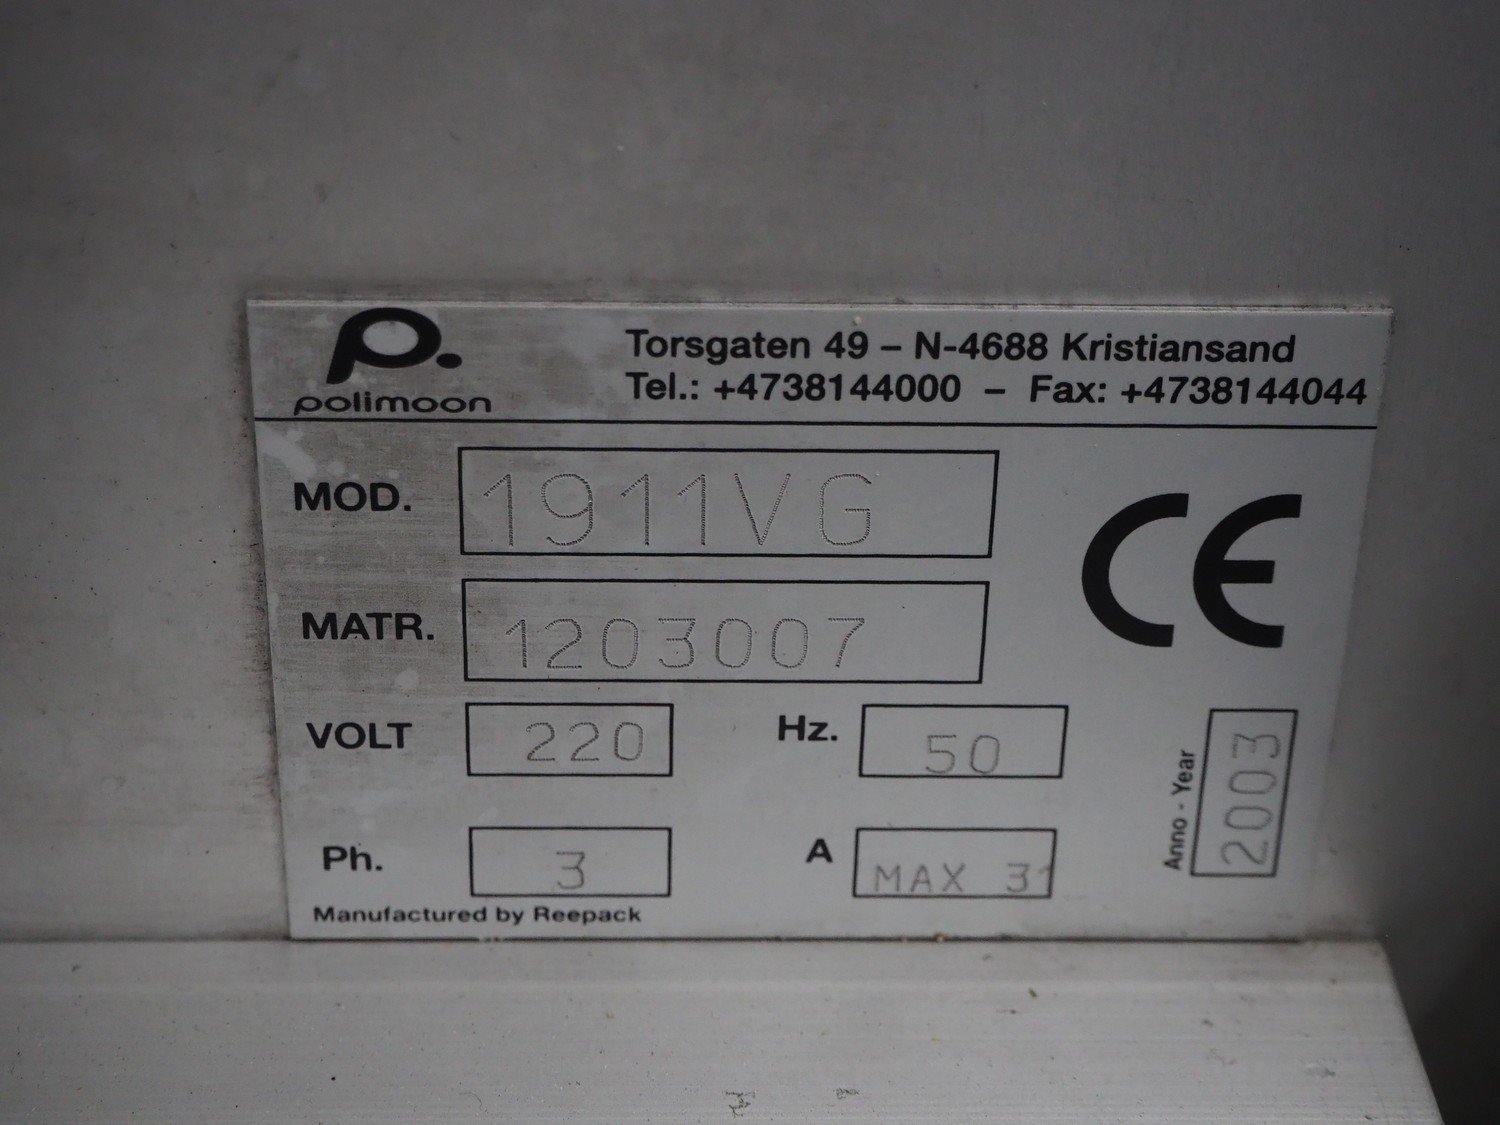 p.
polimoon
Torsgaten 49 – N-4688 Kristiansand
Tel.: +4738144000 – Fax: +4738144044
MOD. 1911VG
MATR. 1203007
CE
VOLT 220 Hz. 50
Ph. 3 A MAX 31
Anno - Year 2003
Manufactured by Reepack